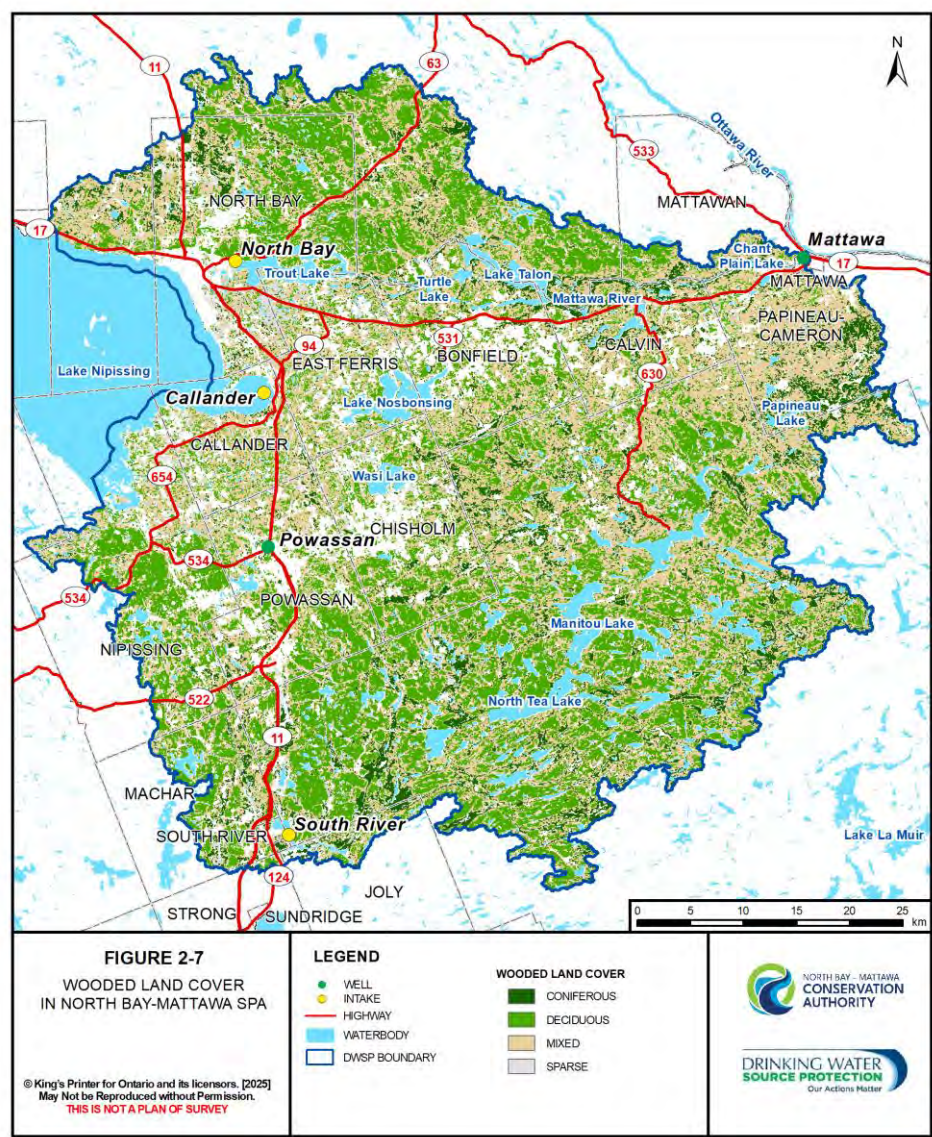 11
63
N
533
Ottawa River
NORTH BAY
MATTAWAN
17
North Bay
Mattawa
Chant
Plain Lake
17
Trout Lake
Lake Talon
Turtle
Lake
MATTAWA
Mattawa River
PAPINEAU-
CAMERON
94
531
CALVIN
EAST FERRIS
BONFIELD
Lake Nipissing
630
Callander
Lake Nosbonsing
Papineau
Lake
CALLANDER
654
Wasi Lake
CHISHOLM
Powassan
534
534
POWASSAN
Manitou Lake
NIPISSING
522
North Tea Lake
11
MACHAR
South River
SOUTH RIVER
Lake La Muir
124
JOLY
STRONG
SUNDRIDGE
0 5 10 15 20 25
km
FIGURE 2-7
WOODED LAND COVER
IN NORTH BAY-MATTAWA SPA
© King's Printer for Ontario and its licensors. [2025]
May Not be Reproduced without Permission.
THIS IS NOT A PLAN OF SURVEY
LEGEND
WELL
INTAKE
HIGHWAY
WATERBODY
DWSP BOUNDARY
WOODED LAND COVER
CONIFEROUS
DECIDUOUS
MIXED
SPARSE
NORTH BAY - MATTAWA
CONSERVATION
AUTHORITY
DRINKING WATER
SOURCE PROTECTION
Our Actions Matter